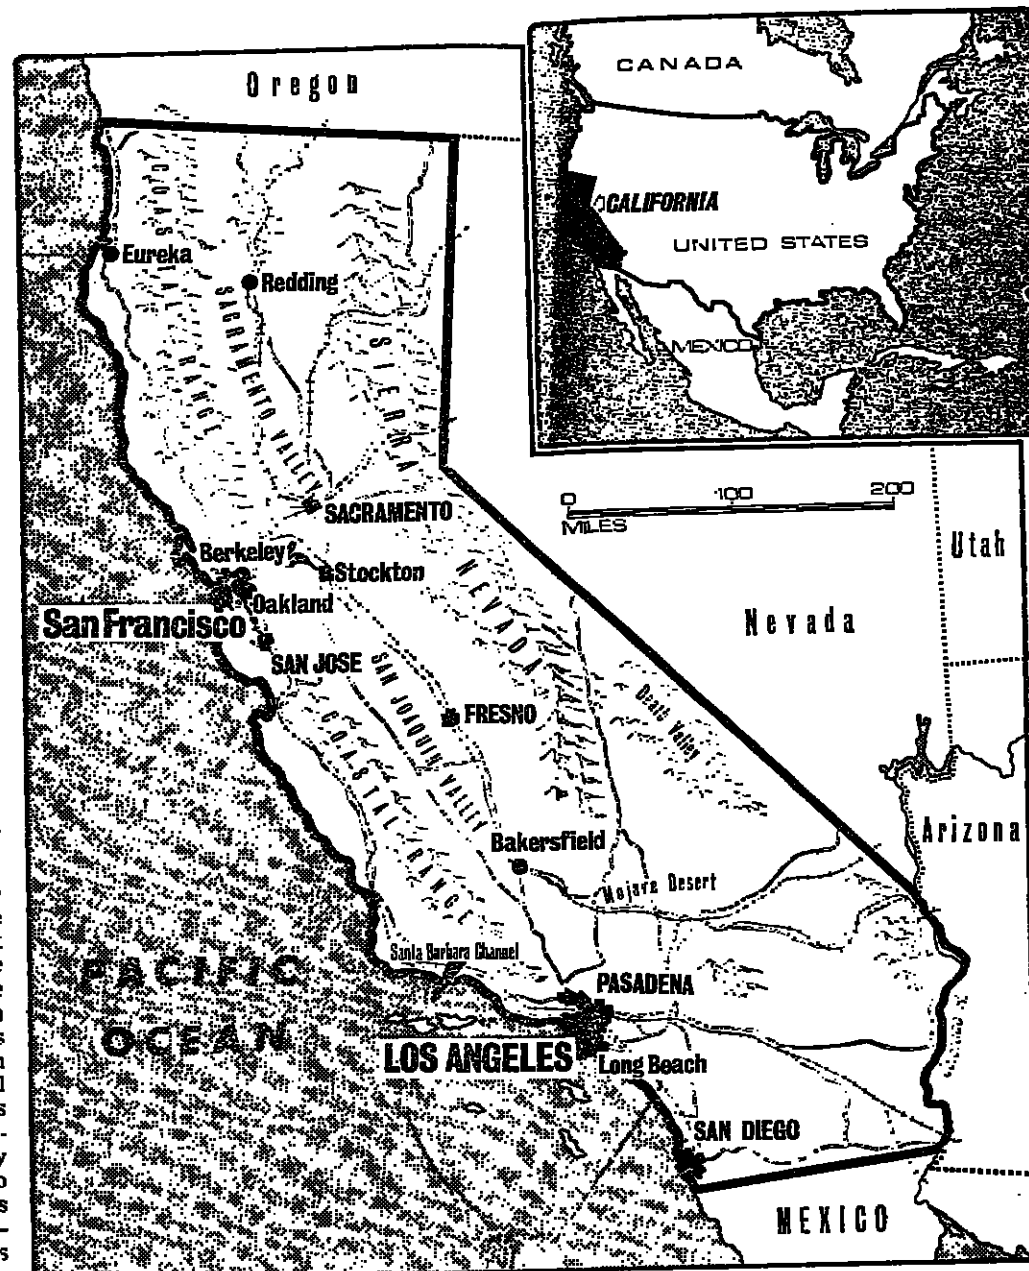 Oregon
CANADA
CALIFORNIA
UNITED STATES
MEXICO
COASTAL RANGE
Eureka
Redding
SACRAMENTO VALLEY
SIERRA
SACRAMENTO
0 100 200
MILES
Utah
Berkeley
Stockton
NEVADA
Nevada
Oakland
San Francisco
SAN JOSE
SAN JOAQUIN VALLEY
FRESNO
Death Valley
COASTAL RANGE
Arizona
Bakersfield
Mojave Desert
Santa Barbara Channel
PACIFIC
OCEAN
PASADENA
LOS ANGELES
Long Beach
SAN DIEGO
MEXICO